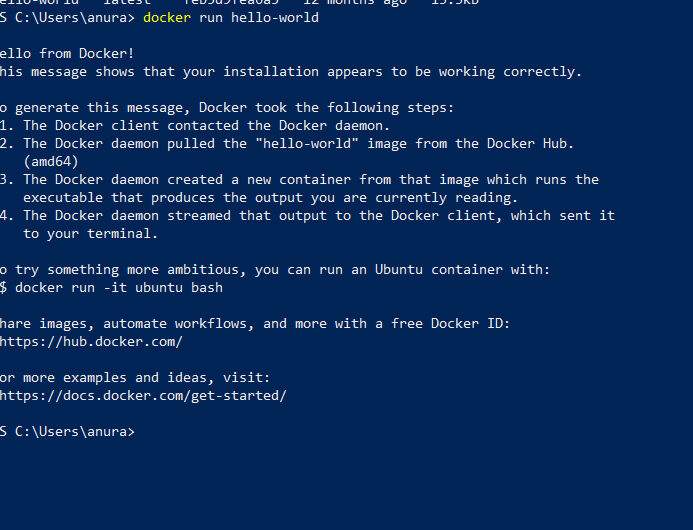 latest feb5d9fea6a5 12 months ago
S C:\Users\anura> docker run hello-world
ello from Docker!
his message shows that your installation appears to be working correctly.
o generate this message, Docker took the following steps:
1. The Docker client contacted the Docker daemon.
2. The Docker daemon pulled the "hello-world" image from the Docker Hub.
(amd64)
3. The Docker daemon created a new container from that image which runs the
executable that produces the output you are currently reading.
4. The Docker daemon streamed that output to the Docker client, which sent it
to your terminal.
o try something more ambitious, you can run an Ubuntu container with:
$ docker run -it ubuntu bash
hare images, automate workflows, and more with a free Docker ID:
https://hub.docker.com/
or more examples and ideas, visit:
https://docs.docker.com/get-started/
S C:\Users\anura>